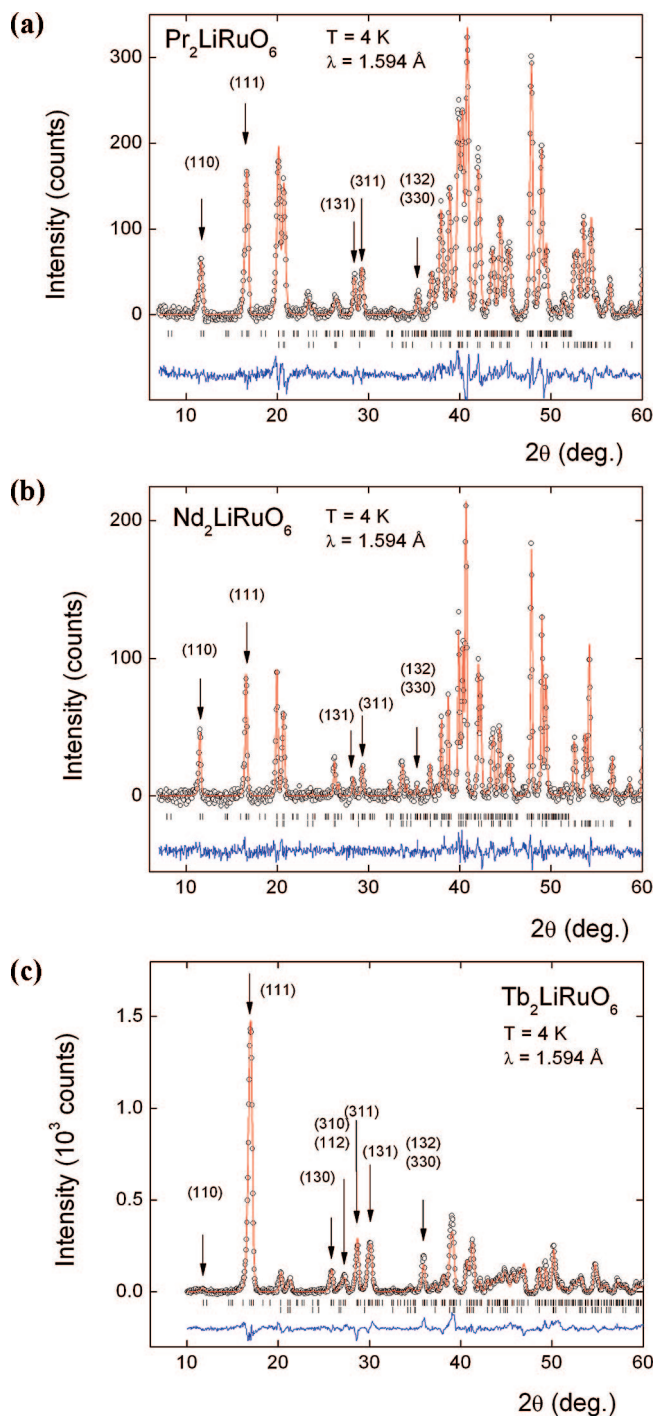 (a)
Pr₂LiRuO₆
T = 4 K
λ = 1.594 Å
(111)
(110)
(131)
(311)
(132)
(330)
300
200
100
0
Intensity (counts)
10 20 30 40 50 60
2θ (deg.)
(b)
Nd₂LiRuO₆
T = 4 K
λ = 1.594 Å
(111)
(110)
(131)
(311)
(132)
(330)
200
100
0
Intensity (counts)
10 20 30 40 50 60
2θ (deg.)
(c)
(111)
Tb₂LiRuO₆
T = 4 K
λ = 1.594 Å
(311)
(310)
(112)
(131)
(132)
(330)
(130)
(110)
1.5
1.0
0.5
0.0
Intensity (10³ counts)
10 20 30 40 50 60
2θ (deg.)